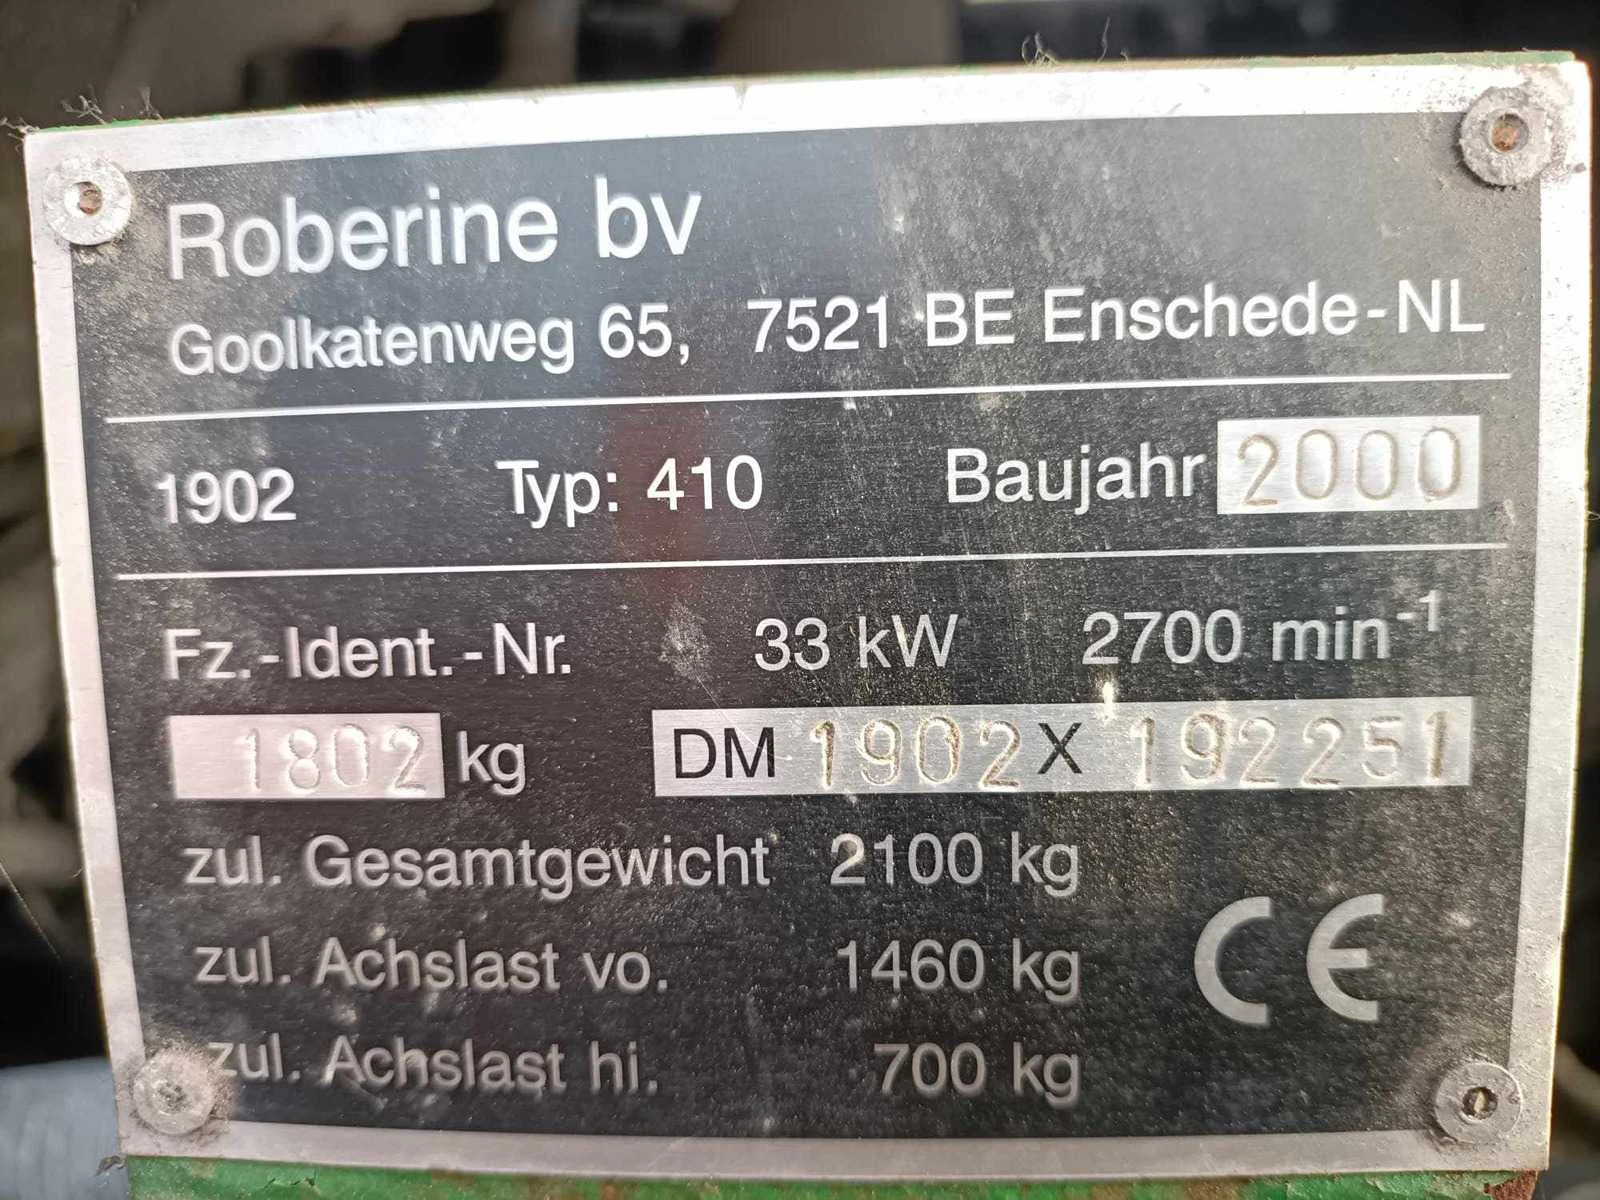 Roberine bv
Goolkatenweg 65, 7521 BE Enschede-NL
1902 Typ: 410 Baujahr 2000
Fz.-Ident.-Nr. 33 kW 2700 min⁻¹
1802 kg DM 1902 X 192251
zul. Gesamtgewicht 2100 kg
zul. Achslast vo. 1460 kg
zul. Achslast hi. 700 kg
CE